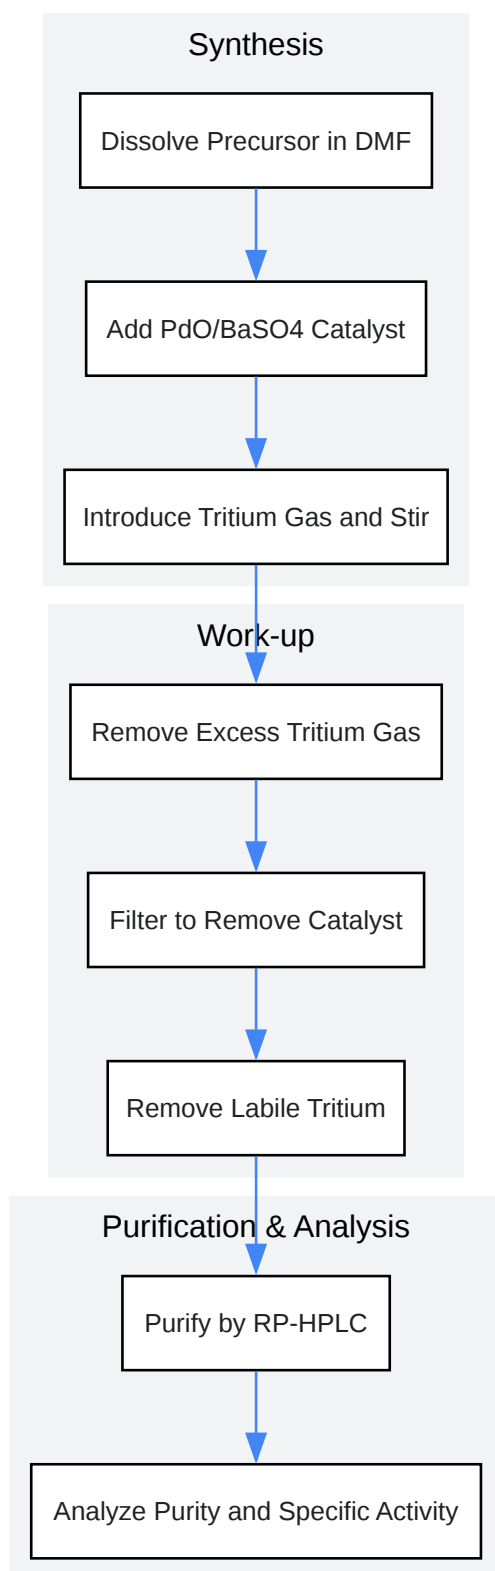 Synthesis
Dissolve Precursor in DMF
Add PdO/BaSO4 Catalyst
Introduce Tritium Gas and Stir
Work-up
Remove Excess Tritium Gas
Filter to Remove Catalyst
Remove Labile Tritium
Purification & Analysis
Purify by RP-HPLC
Analyze Purity and Specific Activity